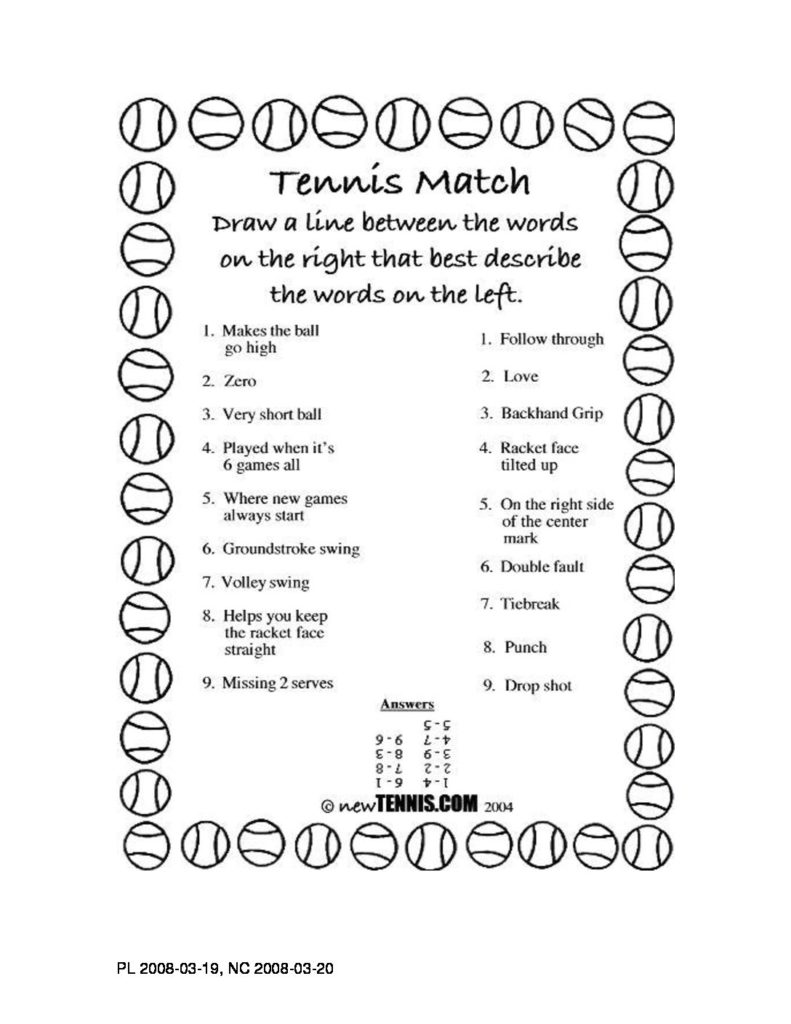 Tennis Match
Draw a line between the words
on the right that best describe
the words on the left.
1. Makes the ball
go high
2. Zero
3. Very short ball
4. Played when it's
6 games all
5. Where new games
always start
6. Groundstroke swing
7. Volley swing
8. Helps you keep
the racket face
straight
9. Missing 2 serves
1. Follow through
2. Love
3. Backhand Grip
4. Racket face
tilted up
5. On the right side
of the center
mark
6. Double fault
7. Tiebreak
8. Punch
9. Drop shot
Answers
1-4 6-1
2-2 7-8
3-9 8-3
4-7 9-6
5-5
© newTENNIS.COM 2004
PL 2008-03-19, NC 2008-03-20